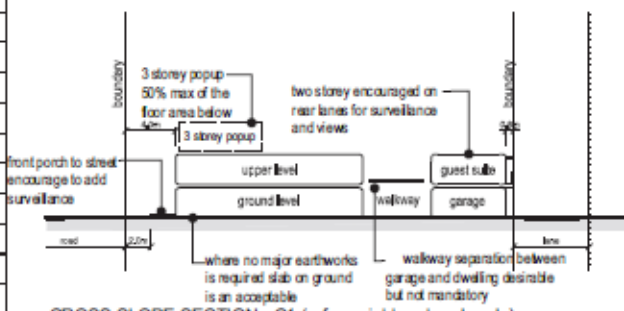 boundary
3 storey popup
50% max of the
floor area below
3 storey popup
two storey encouraged on
rear lanes for surveillance
and views
boundary
front porch to street
encourage to add
surveillance
upper level
ground level
walkway
guest suite
garage
road
2.0m
lane
where no major earthworks
is required slab on ground
is an acceptable
walkway separation between
garage and dwelling desirable
but not mandatory